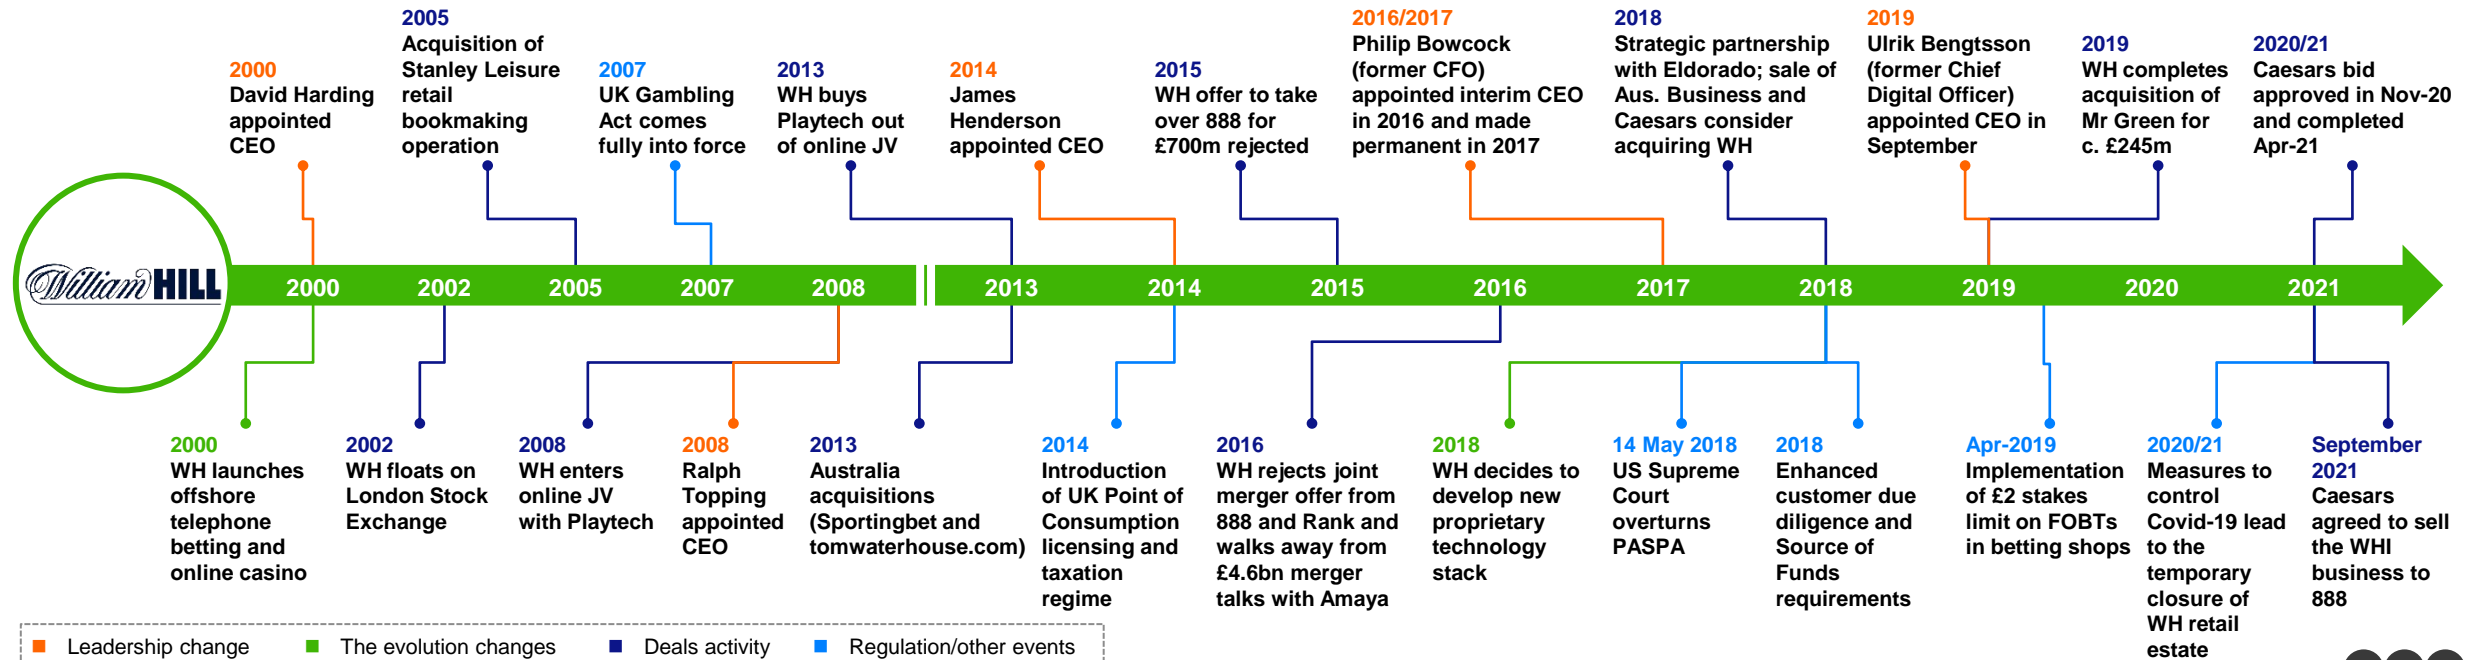 2000
David Harding
appointed
CEO
2005
Acquisition of
Stanley Leisure
retail
bookmaking
operation
2007
UK Gambling
Act comes
fully into force
2013
WH buys
Playtech out
of online JV
2014
James
Henderson
appointed CEO
2015
WH offer to take
over 888 for
£700m rejected
2016/2017
Philip Bowcock
(former CFO)
appointed interim CEO
in 2016 and made
permanent in 2017
2018
Strategic partnership
with Eldorado; sale of
Aus. Business and
Caesars consider
acquiring WH
2019
Ulrik Bengtsson
(former Chief
Digital Officer)
appointed CEO in
September
2019
WH completes
acquisition of
Mr Green for
c. £245m
2020/21
Caesars bid
approved in Nov-20
and completed
Apr-21
William HILL
2000 2002 2005 2007 2008 2013 2014 2015 2016 2017 2018 2019 2020 2021
2000
WH launches
offshore
telephone
betting and
online casino
2002
WH floats on
London Stock
Exchange
2008
WH enters
online JV
with Playtech
2008
Ralph
Topping
appointed
CEO
2013
Australia
acquisitions
(Sportingbet and
tomwaterhouse.com)
2014
Introduction
of UK Point of
Consumption
licensing and
taxation
regime
2016
WH rejects joint
merger offer from
888 and Rank and
walks away from
£4.6bn merger
talks with Amaya
2018
WH decides to
develop new
proprietary
technology
stack
14 May 2018
US Supreme
Court
overturns
PASPA
2018
Enhanced
customer due
diligence and
Source of
Funds
requirements
Apr-2019
Implementation
of £2 stakes
limit on FOBTs
in betting shops
2020/21
Measures to
control
Covid-19 lead
to the
temporary
closure of
WH retail
estate
September
2021
Caesars
agreed to sell
the WHI
business to
888
Leadership change
The evolution changes
Deals activity
Regulation/other events